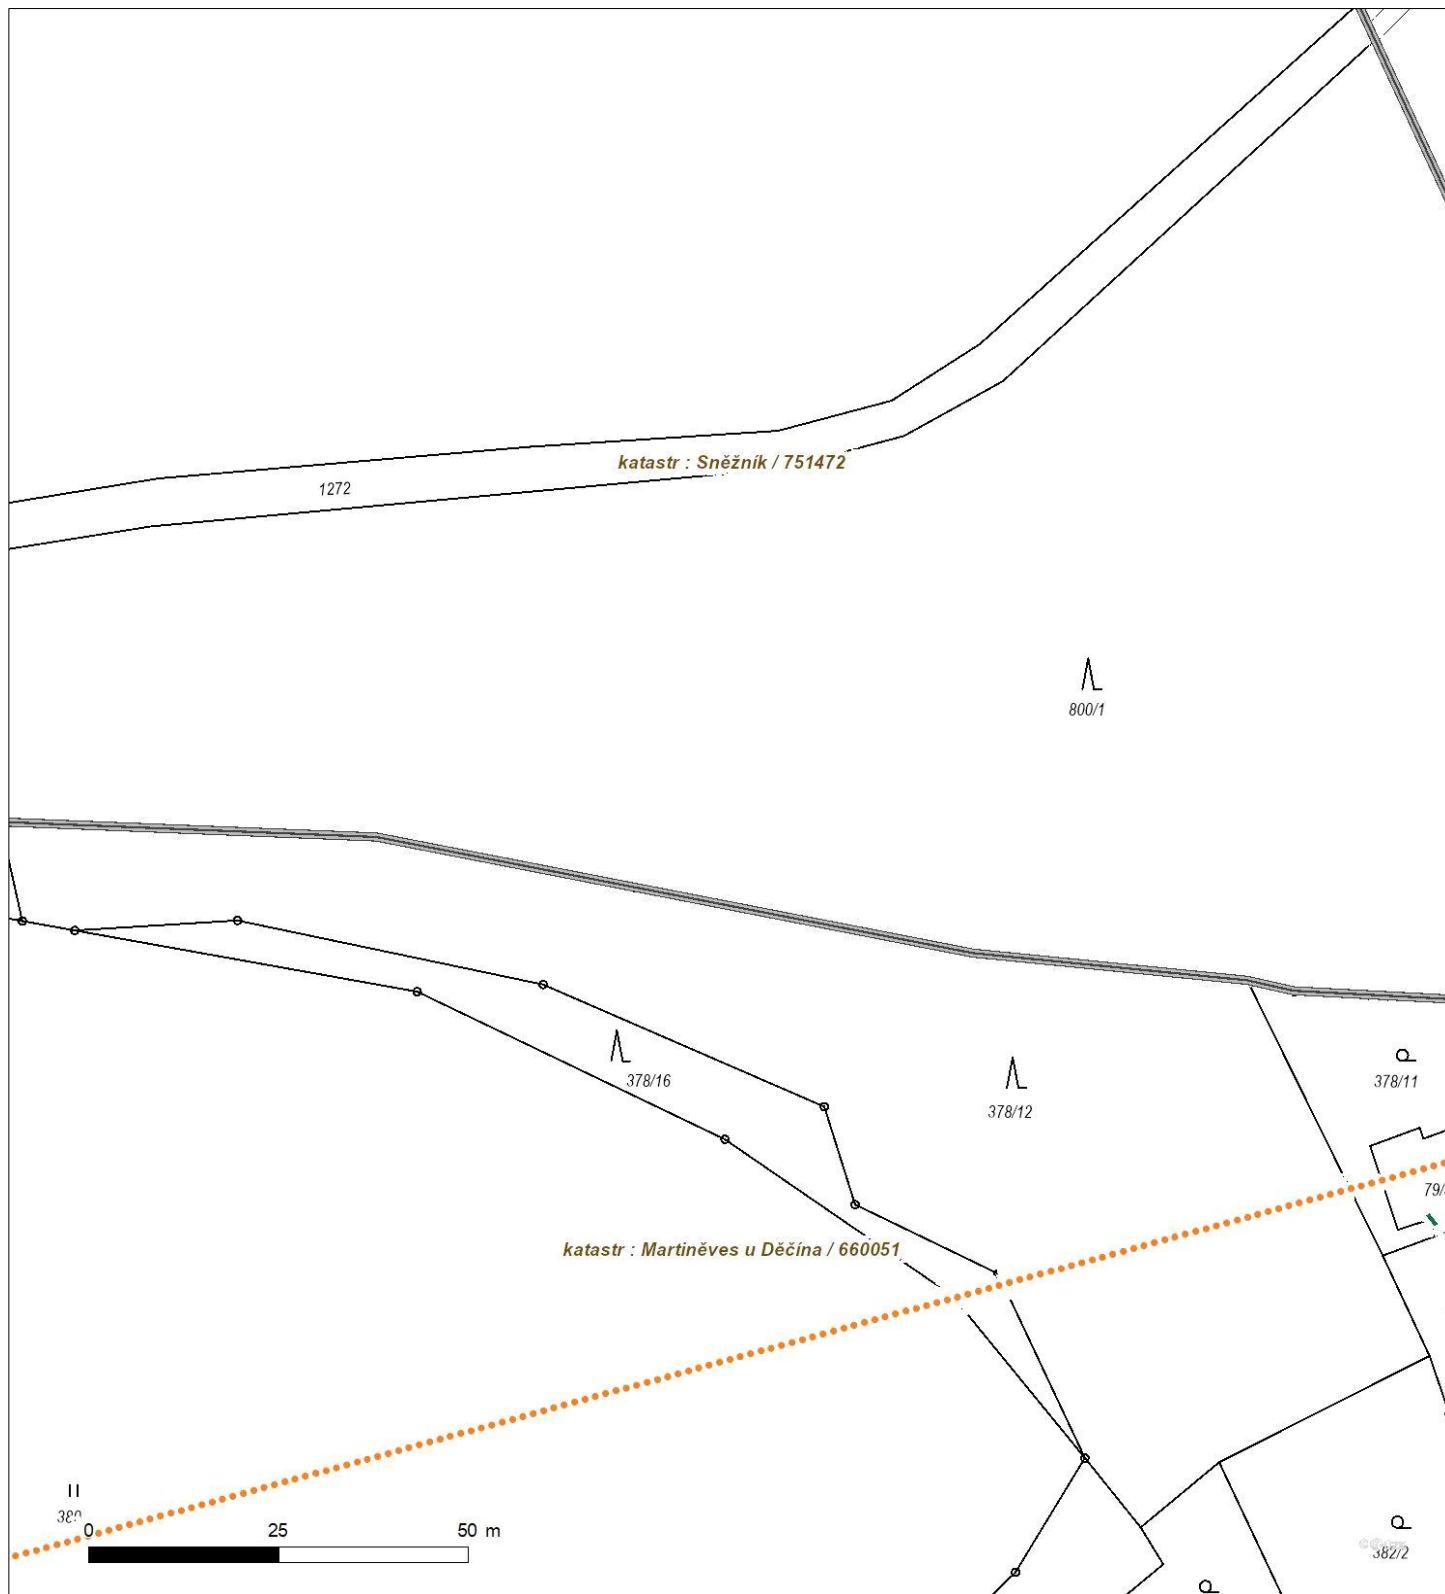 katastr : Sněžník / 751472
1272
800/1
378/16
378/11
378/12
katastr : Martiněves u Děčína / 660051
0 25 50 m
382/2